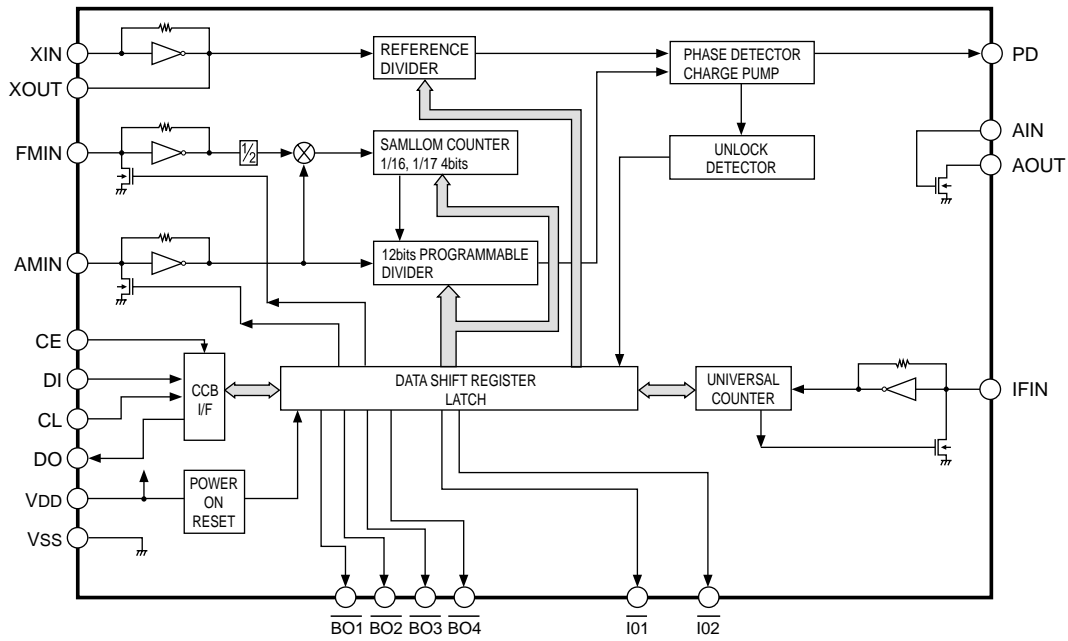 XIN
REFERENCE
DIVIDER
PHASE DETECTOR
CHARGE PUMP
PD
XOUT
FMIN
1/2
SAMLLOM COUNTER
1/16, 1/17 4bits
UNLOCK
DETECTOR
AIN
AOUT
AMIN
12bits PROGRAMMABLE
DIVIDER
CE
DI
CL
DO
CCB
I/F
DATA SHIFT REGISTER
LATCH
UNIVERSAL
COUNTER
IFIN
VDD
VSS
POWER
ON
RESET
BO1 BO2 BO3 BO4 I01 I02